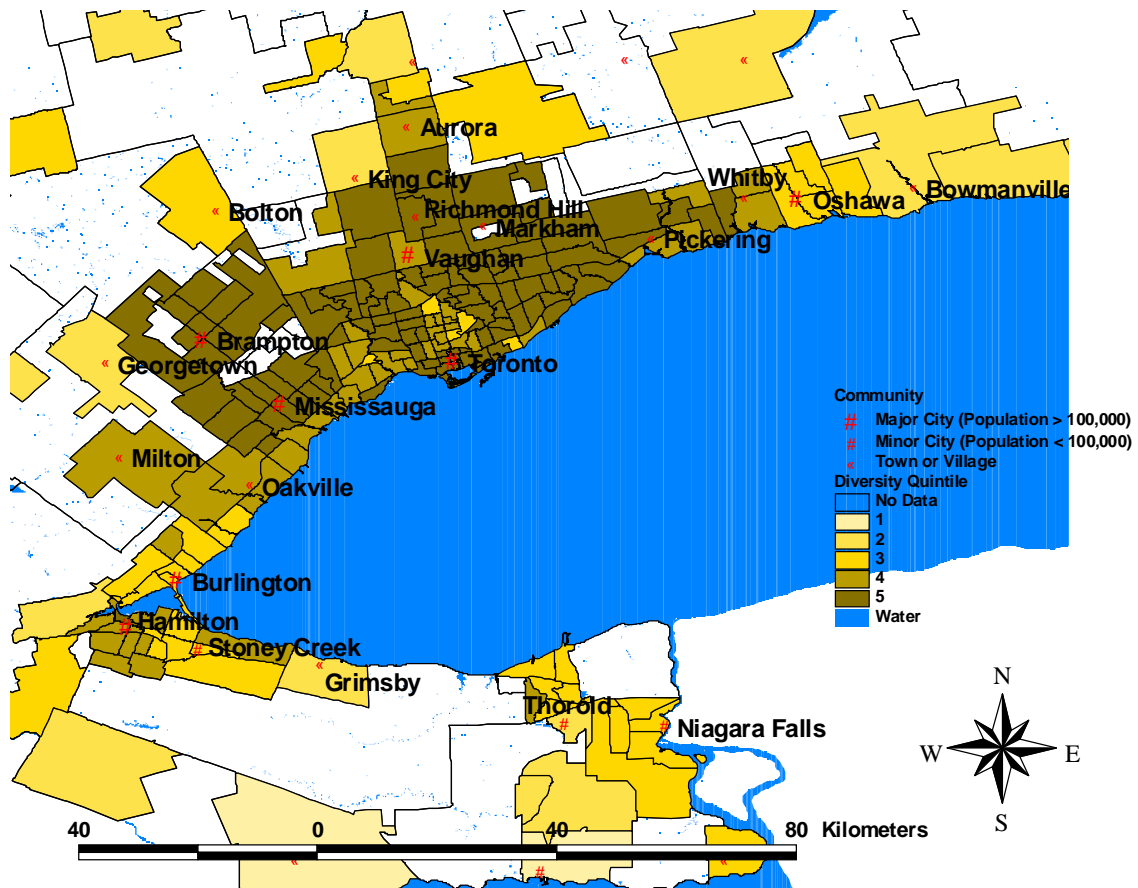 Aurora
King City
Whitby
Bolton
Richmond Hill
Oshawa
Bowmanville
Markham
Pickering
Vaughan
Brampton
Georgetown
Toronto
Mississauga
Milton
Oakville
Burlington
Hamilton
Stoney Creek
Grimsby
Thorold
Niagara Falls
Community
# Major City (Population > 100,000)
# Minor City (Population < 100,000)
« Town or Village
Diversity Quintile
No Data
1
2
3
4
5
Water
N
W E
S
40 0 40 80 Kilometers